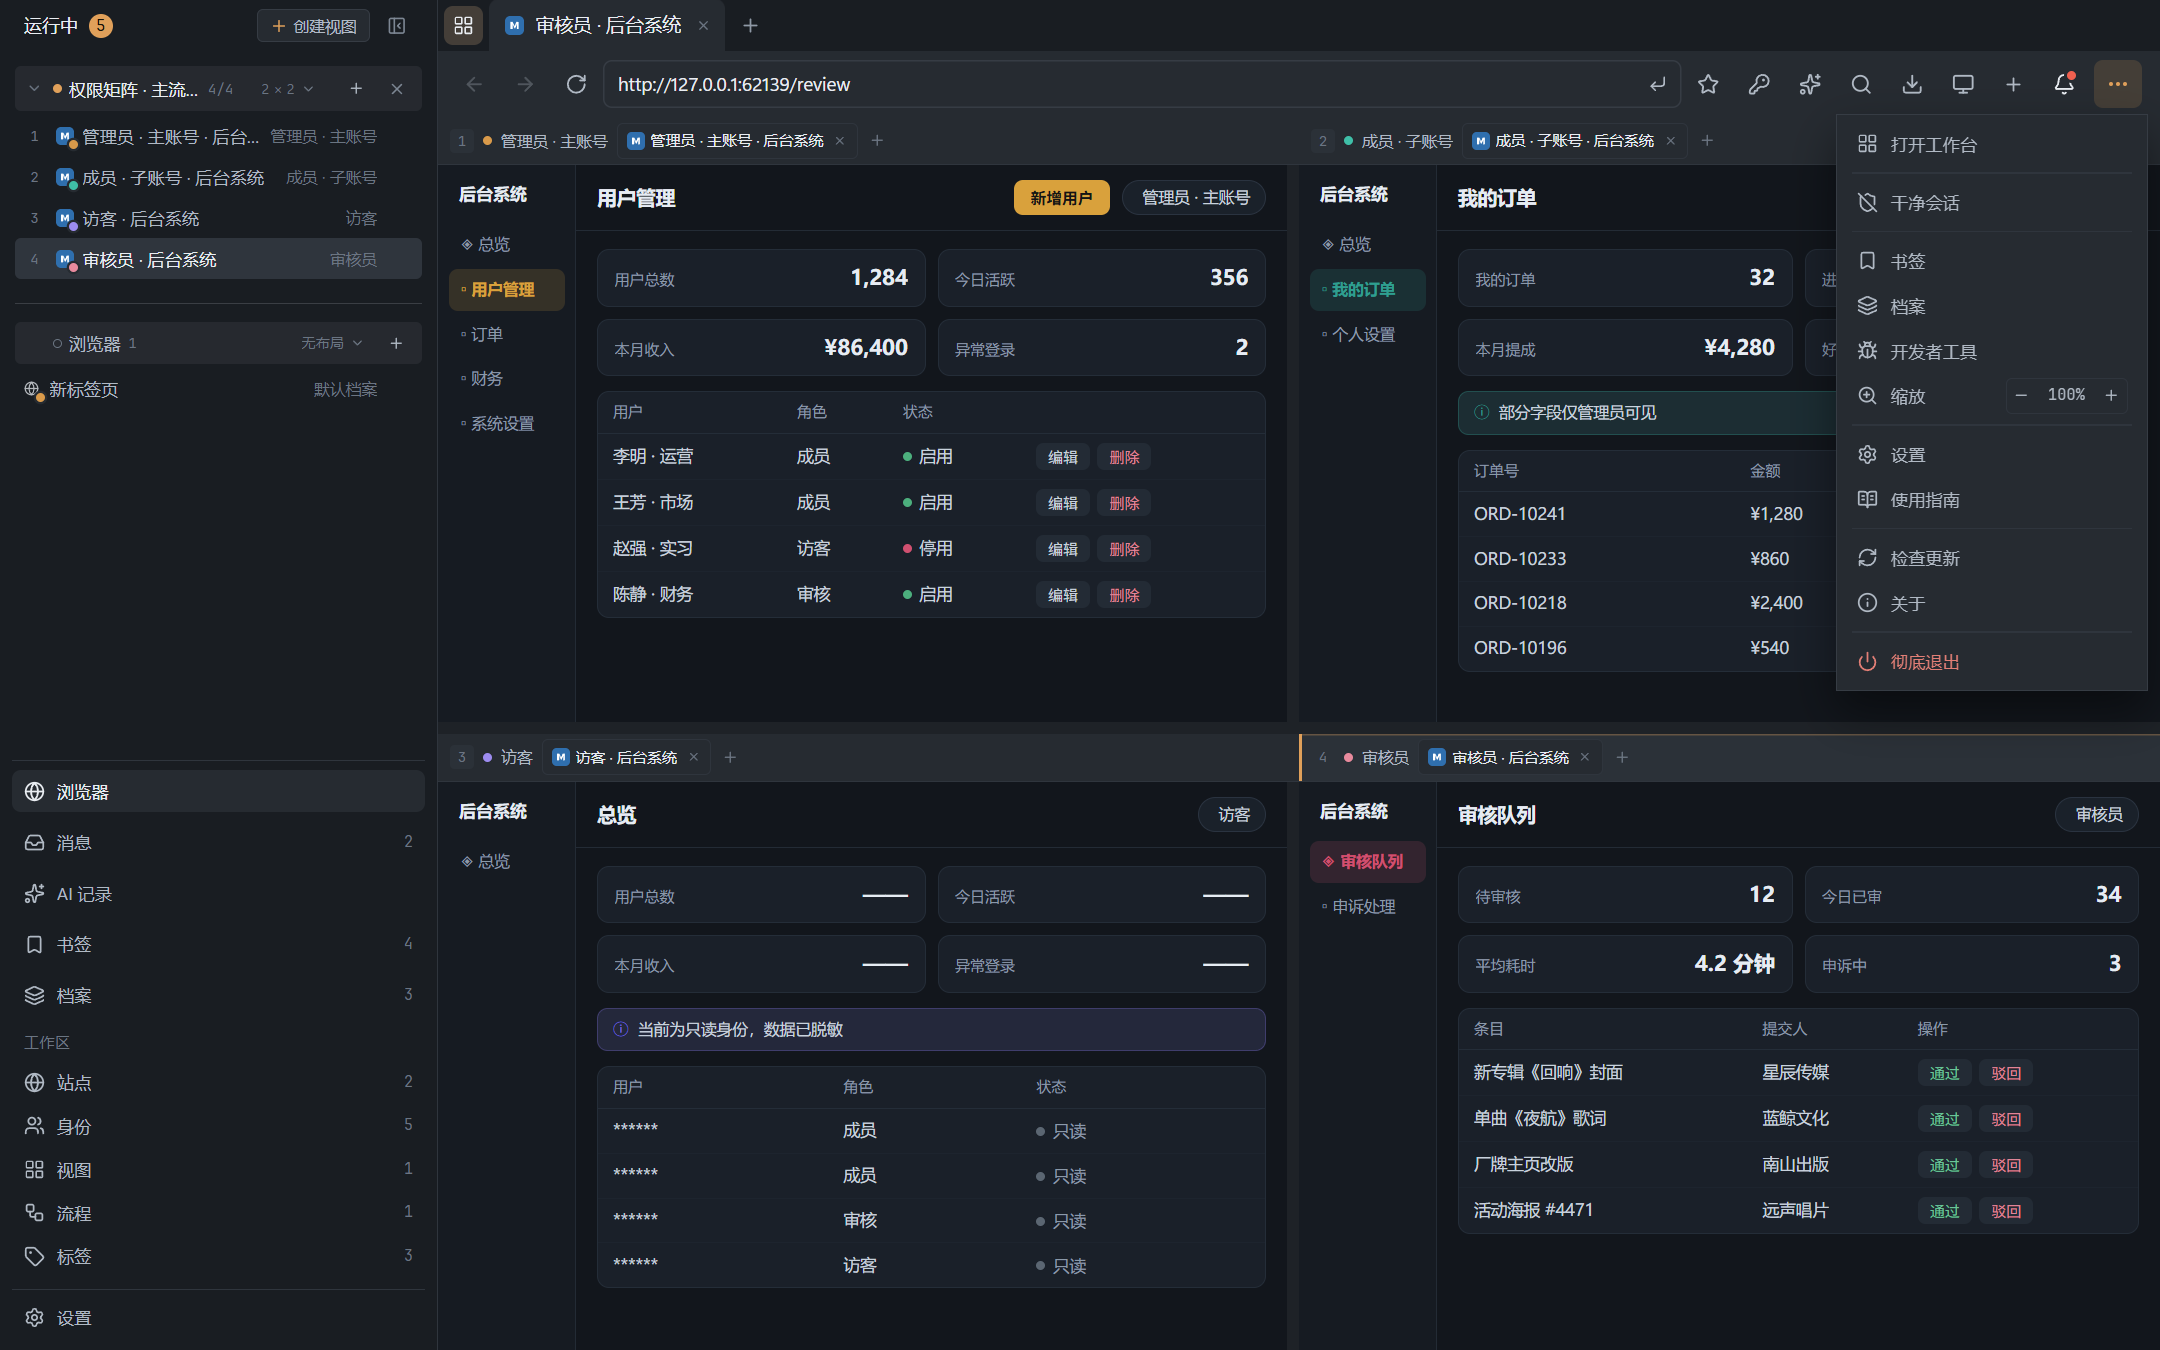 运行中 5
创建视图
权限矩阵 · 主流... 4/4 2 × 2
1 管理员 · 主账号 · 后台... 管理员 · 主账号
2 成员 · 子账号 · 后台系统 成员 · 子账号
3 访客 · 后台系统 访客
4 审核员 · 后台系统 审核员
浏览器 1 无布局
新标签页 默认档案
浏览器
消息 2
AI 记录
书签 4
档案 3
工作区
站点 2
身份 5
视图 1
流程 1
标签 3
设置
审核员 · 后台系统
http://127.0.0.1:62139/review
1 管理员 · 主账号 管理员 · 主账号 · 后台系统
后台系统
总览
用户管理
订单
财务
系统设置
用户管理 新增用户 管理员 · 主账号
用户总数 1,284 今日活跃 356
本月收入 ¥86,400 异常登录 2
用户 角色 状态
李明 · 运营 成员 启用 编辑 删除
王芳 · 市场 成员 启用 编辑 删除
赵强 · 实习 访客 停用 编辑 删除
陈静 · 财务 审核 启用 编辑 删除
2 成员 · 子账号 成员 · 子账号 · 后台系统
后台系统
总览
我的订单
个人设置
我的订单
我的订单 32 进
本月提成 ¥4,280 好
部分字段仅管理员可见
订单号 金额
ORD-10241 ¥1,280
ORD-10233 ¥860
ORD-10218 ¥2,400
ORD-10196 ¥540
打开工作台
干净会话
书签
档案
开发者工具
缩放 100%
设置
使用指南
检查更新
关于
彻底退出
3 访客 访客 · 后台系统
后台系统
总览
总览 访客
用户总数 —— 今日活跃 ——
本月收入 —— 异常登录 ——
当前为只读身份，数据已脱敏
用户 角色 状态
****** 成员 只读
****** 成员 只读
****** 审核 只读
****** 访客 只读
4 审核员 审核员 · 后台系统
后台系统
审核队列
申诉处理
审核队列 审核员
待审核 12 今日已审 34
平均耗时 4.2 分钟 申诉中 3
条目 提交人 操作
新专辑《回响》封面 星辰传媒 通过 驳回
单曲《夜航》歌词 蓝鲸文化 通过 驳回
厂牌主页改版 南山出版 通过 驳回
活动海报 #4471 远声唱片 通过 驳回